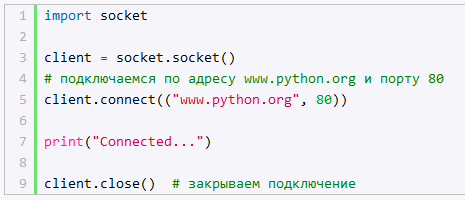 1 import socket
2
3 client = socket.socket()
4 # подключаемся по адресу www.python.org и порту 80
5 client.connect(("www.python.org", 80))
6
7 print("Connected...")
8
9 client.close()  # закрываем подключение